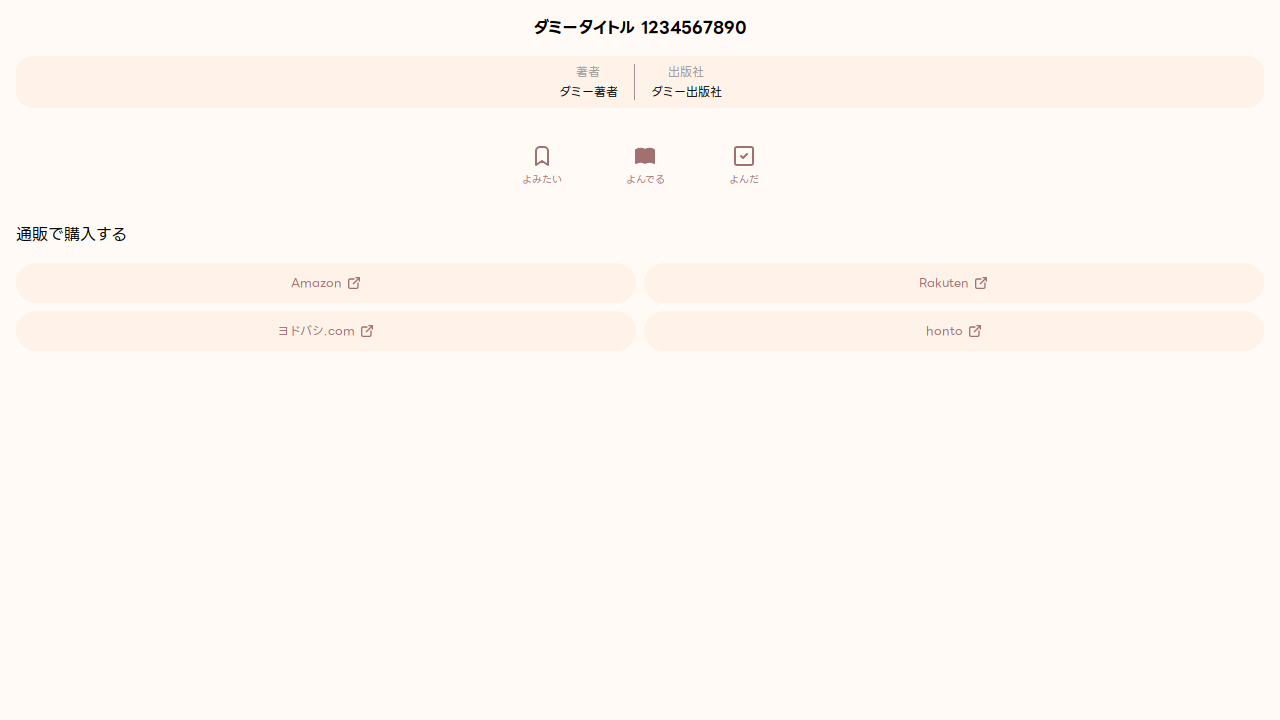 ダミータイトル 1234567890
著者
ダミー著者
出版社
ダミー出版社
よみたい
よんでる
よんだ
通販で購入する
Amazon
Rakuten
ヨドバシ.com
honto